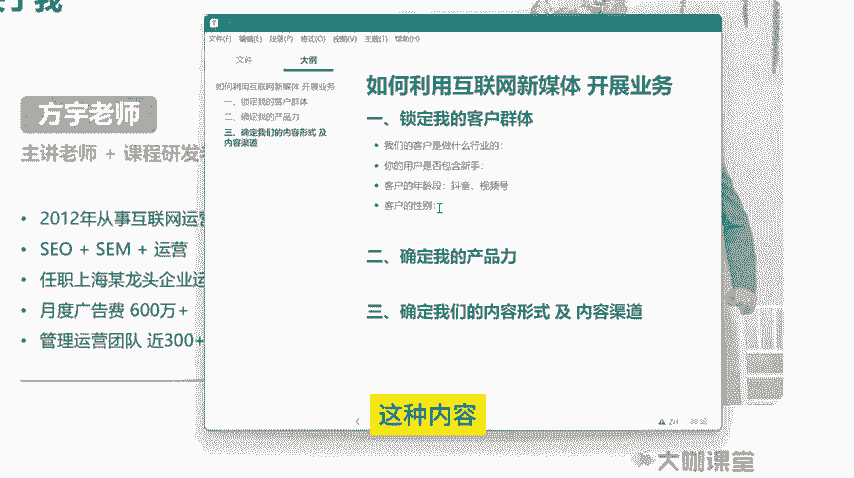 文件(F) 编辑(E) 段落(P) 格式(O) 视图(V) 主题(T) 帮助(H)
文件 大纲
如何利用互联网新媒体 开展业务
一、锁定我的客户群体
二、确定我的产品力
三、确定我们的内容形式 及
内容渠道
如何利用互联网新媒体 开展业务
一、锁定我的客户群体
• 我们的客户是做什么行业的:
• 你的用户是否包含新手:
• 客户的年龄段: 抖音、视频号
• 客户的性别:
二、确定我的产品力
三、确定我们的内容形式 及 内容渠道
方宇老师
主讲老师 + 课程研发
• 2012年从事互联网运营
• SEO + SEM + 运营
• 任职上海某龙头企业运
• 月度广告费 600万+
• 管理运营团队 近300+
这种内容
大咖课堂